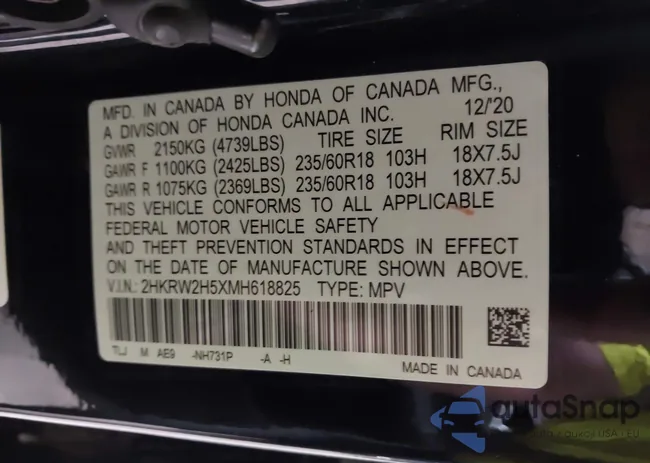 MFD. IN CANADA BY HONDA OF CANADA MFG.,
A DIVISION OF HONDA CANADA INC. 12/'20
GVWR 2150KG (4739LBS) TIRE SIZE RIM SIZE
GAWR F 1100KG (2425LBS) 235/60R18 103H 18X7.5J
GAWR R 1075KG (2369LBS) 235/60R18 103H 18X7.5J
THIS VEHICLE CONFORMS TO ALL APPLICABLE
FEDERAL MOTOR VEHICLE SAFETY
AND THEFT PREVENTION STANDARDS IN EFFECT
ON THE DATE OF MANUFACTURE SHOWN ABOVE.
V.I.N.: 2HKRW2H5XMH618825 TYPE: MPV
TLJ M AE9 -NH731P -A -H
MADE IN CANADA
autoSnap